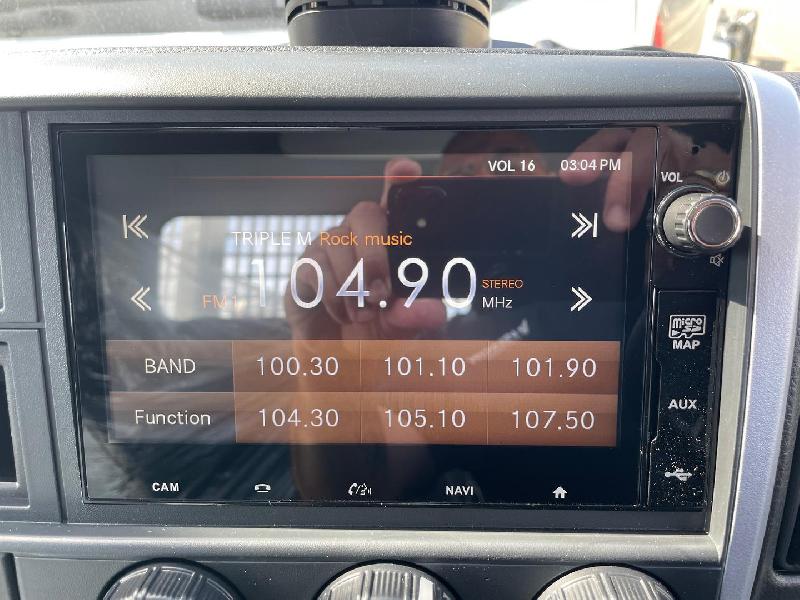 VOL 16 03:04 PM
VOL
TRIPLE M Rock music
FM 1 104.90 STEREO
MHz
BAND 100.30 101.10 101.90
Function 104.30 105.10 107.50
CAM NAVI
micro SD
MAP
AUX